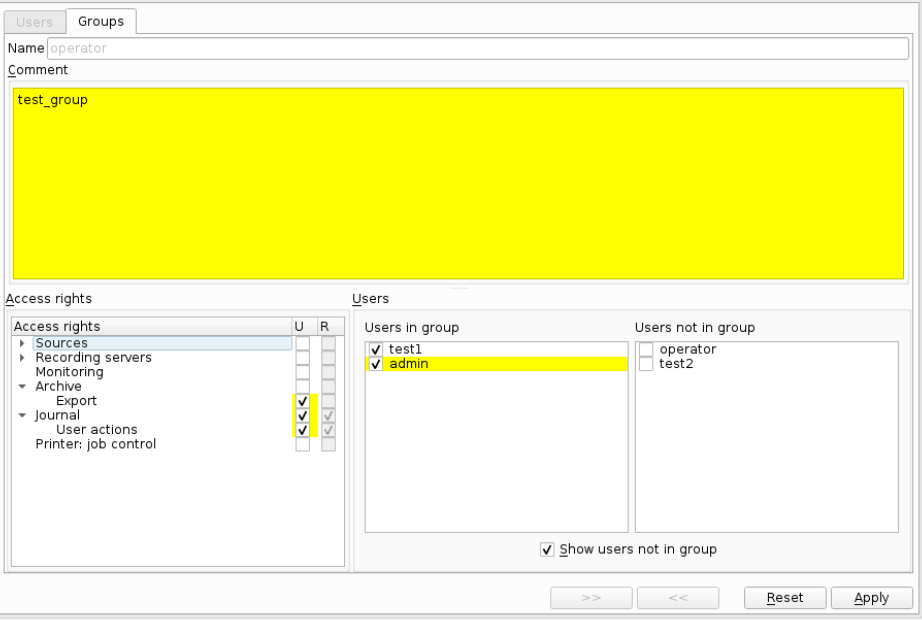 Users Groups
Name operator
Comment
test_group
Access rights
Users
Access rights U R
Sources
Recording servers
Monitoring
Archive
Export
Journal
User actions
Printer: job control
Users in group
test1
admin
Users not in group
operator
test2
Show users not in group
>> << Reset Apply